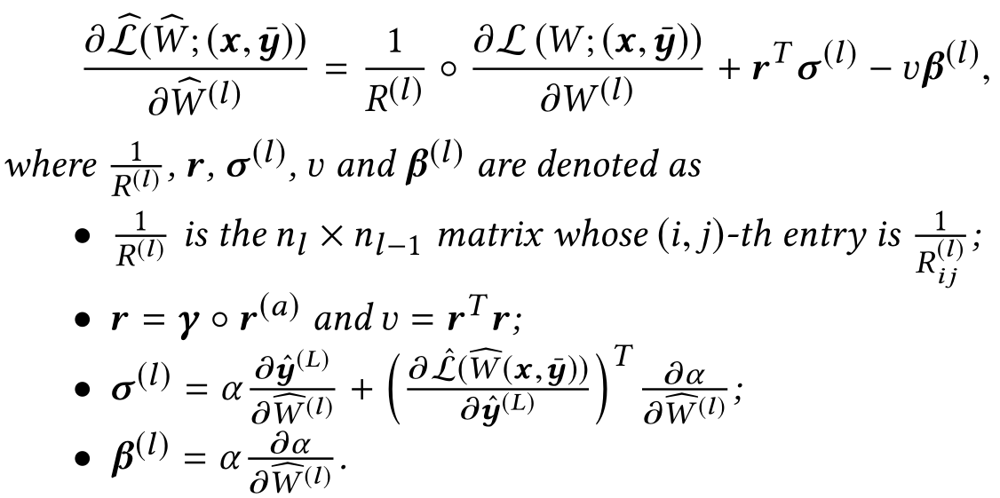 \frac{\partial \widehat{\mathcal{L}}(\widehat{W}; (\boldsymbol{x}, \bar{\boldsymbol{y}}))}{\partial \widehat{W}^{(l)}} = \frac{1}{R^{(l)}} \circ \frac{\partial \mathcal{L}(W; (\boldsymbol{x}, \bar{\boldsymbol{y}}))}{\partial W^{(l)}} + \boldsymbol{r}^T \boldsymbol{\sigma}^{(l)} - \upsilon \boldsymbol{\beta}^{(l)},
where \frac{1}{R^{(l)}}, \boldsymbol{r}, \boldsymbol{\sigma}^{(l)}, \upsilon and \boldsymbol{\beta}^{(l)} are denoted as
• \frac{1}{R^{(l)}} is the n_l \times n_{l-1} matrix whose (i, j)-th entry is \frac{1}{R_{ij}^{(l)}};
• \boldsymbol{r} = \boldsymbol{\gamma} \circ \boldsymbol{r}^{(a)} and \upsilon = \boldsymbol{r}^T \boldsymbol{r};
• \boldsymbol{\sigma}^{(l)} = \alpha \frac{\partial \hat{\boldsymbol{y}}^{(L)}}{\partial \widehat{W}^{(l)}} + \left( \frac{\partial \hat{\mathcal{L}}(\widehat{W}(\boldsymbol{x}, \bar{\boldsymbol{y}}))}{\partial \hat{\boldsymbol{y}}^{(L)}} \right)^T \frac{\partial \alpha}{\partial \widehat{W}^{(l)}};
• \boldsymbol{\beta}^{(l)} = \alpha \frac{\partial \alpha}{\partial \widehat{W}^{(l)}}.